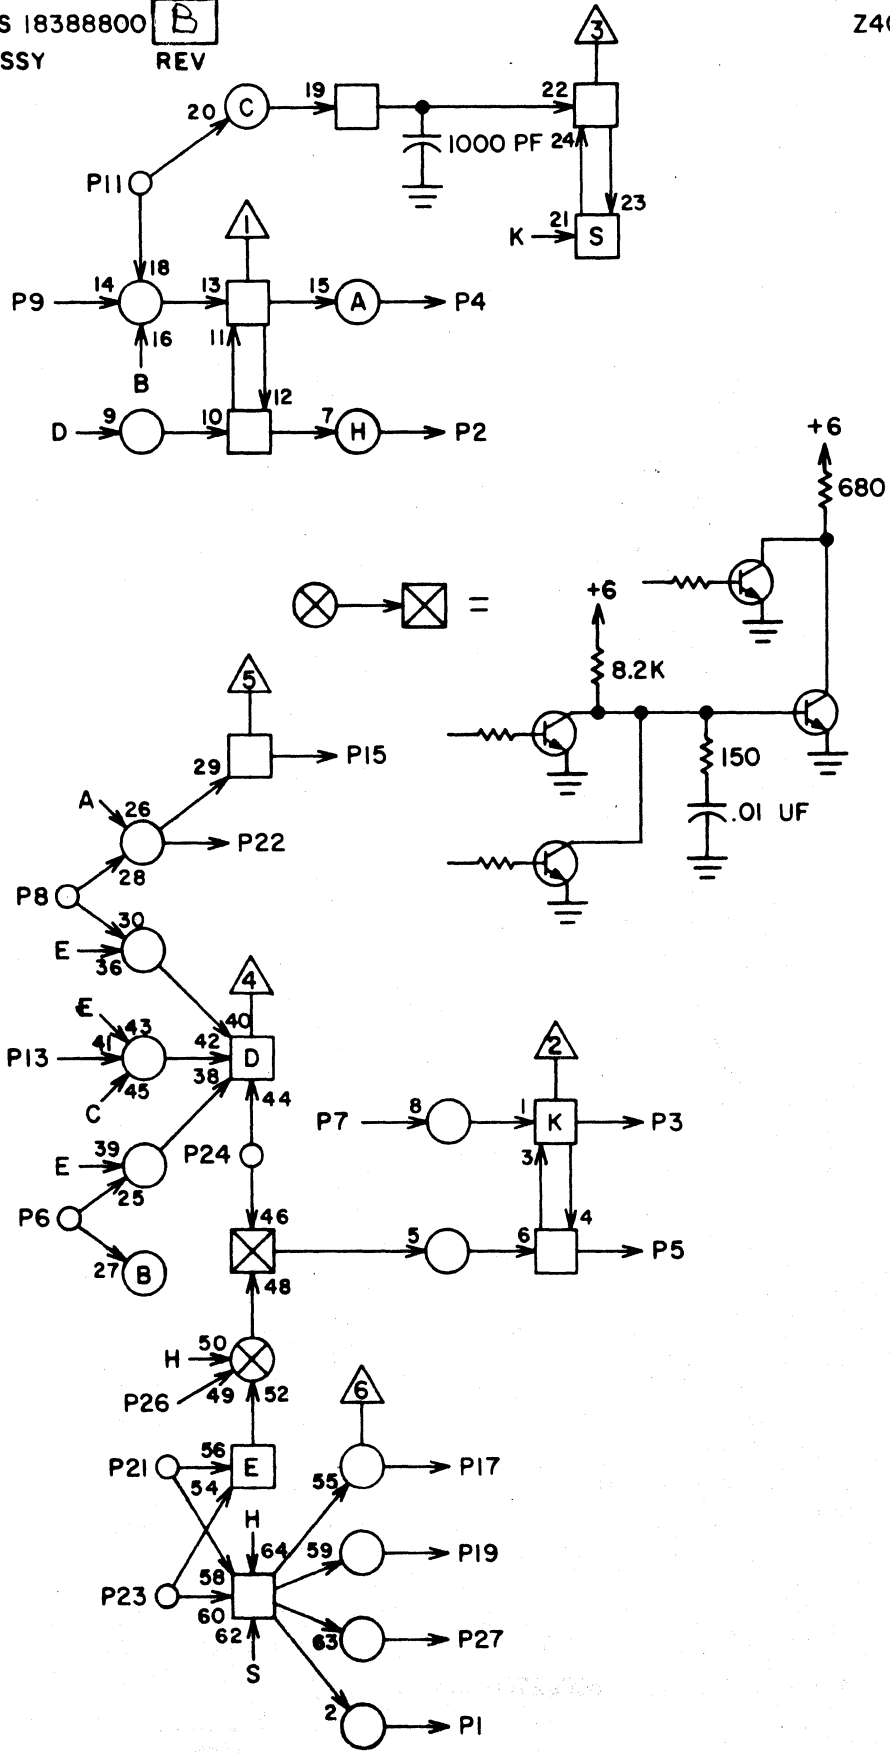 S 18388800 B Z40
SSY REV
3
20 C 19 22
1000 PF 24
P11
1
K 21 S 23
18
P9 14 13 15 A P4
16 11
B
12
D 9 10 7 H P2
+6
680
+6
=
8.2K
5
29 P15
150
A 26
.01 UF
P22
28
P8
30
E 36
4
E 43 40
P13 41 42 D
2
45 38
C 44
P7 8 1 K P3
E 39 P24 3
25
P6 46 4
5 6 P5
27 B
48
H 50
6
P26 49 52
P21 56 E 55 P17
54
H
64 59 P19
58
P23 60
62 63 P27
S
2 P1